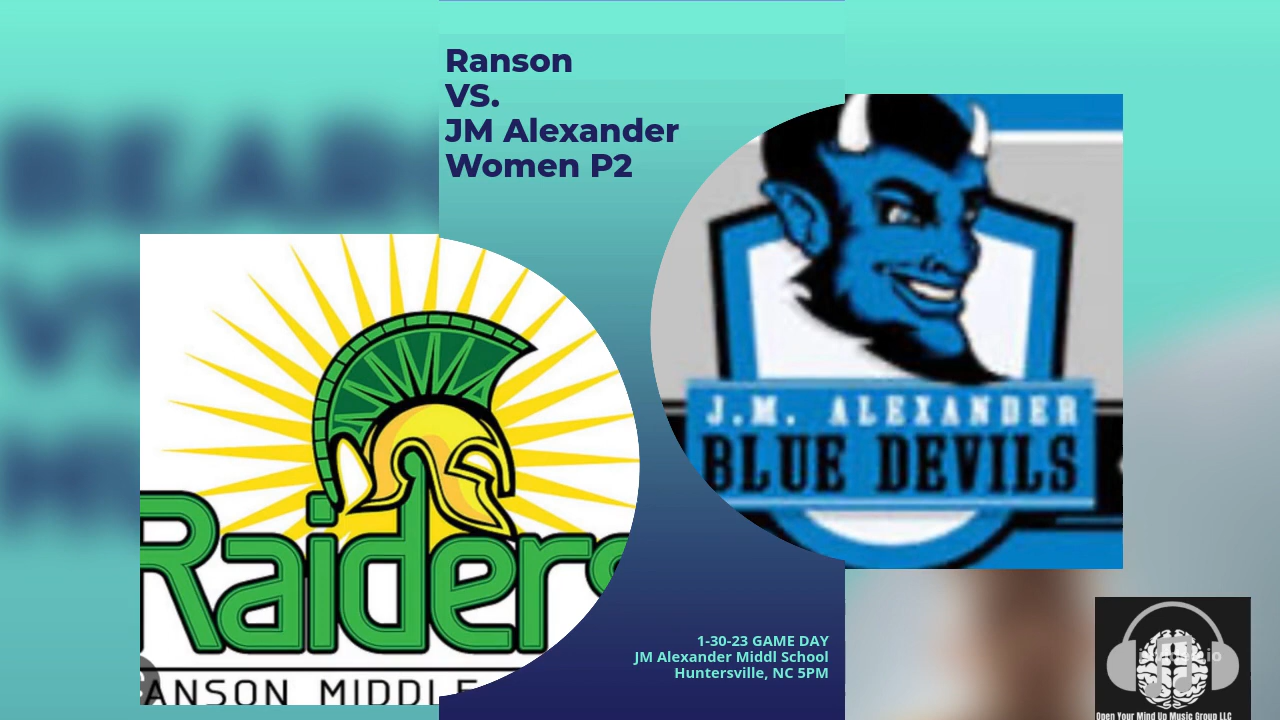 Ranson
VS.
JM Alexander
Women P2
J.M. ALEXANDER
BLUE DEVILS
Raiders
ANSON MIDDLE
1-30-23 GAME DAY
JM Alexander Middl School
Huntersville, NC 5PM
Open Your Mind Up Music Group LLC